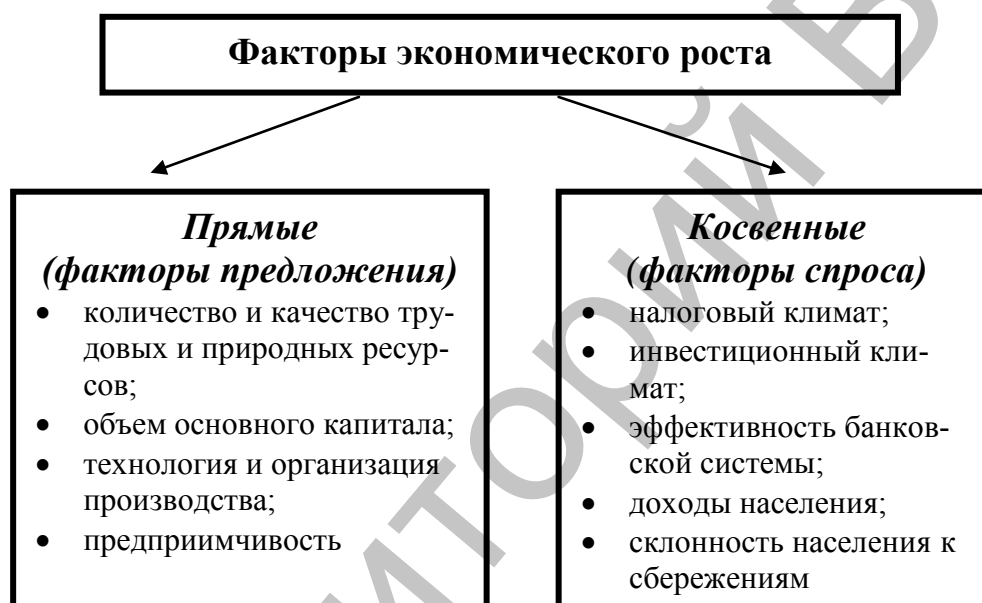 Факторы экономического роста
Прямые
(факторы предложения)
• количество и качество тру-
довых и природных ресур-
сов;
• объем основного капитала;
• технология и организация
производства;
• предприимчивость
Косвенные
(факторы спроса)
• налоговый климат;
• инвестиционный кли-
мат;
• эффективность банков-
ской системы;
• доходы населения;
• склонность населения к
сбережениям